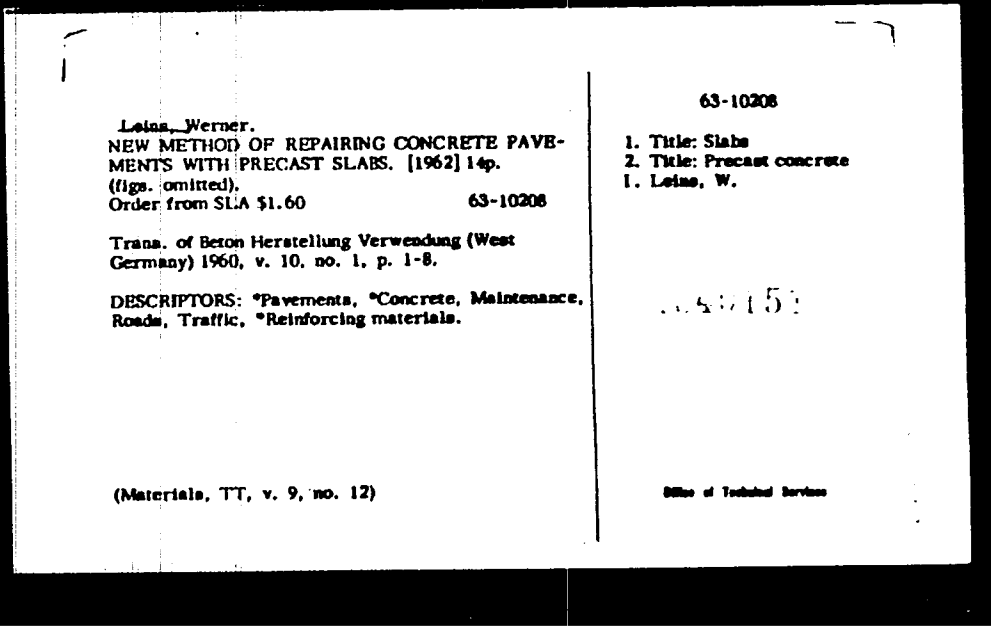 Leins, Werner.
NEW METHOD OF REPAIRING CONCRETE PAVE-
MENTS WITH PRECAST SLABS. [1962] 14p.
(figs. omitted).
Order from SLA $1.60 63-10208
Trans. of Beton Herstellung Verwendung (West
Germany) 1960, v. 10, no. 1, p. 1-8.
DESCRIPTORS: *Pavements, *Concrete, Maintenance,
Roads, Traffic, *Reinforcing materials.
(Materials, TT, v. 9, no. 12)
63-10208
1. Title: Slabs
2. Title: Precast concrete
I. Leins, W.
Office of Technical Services